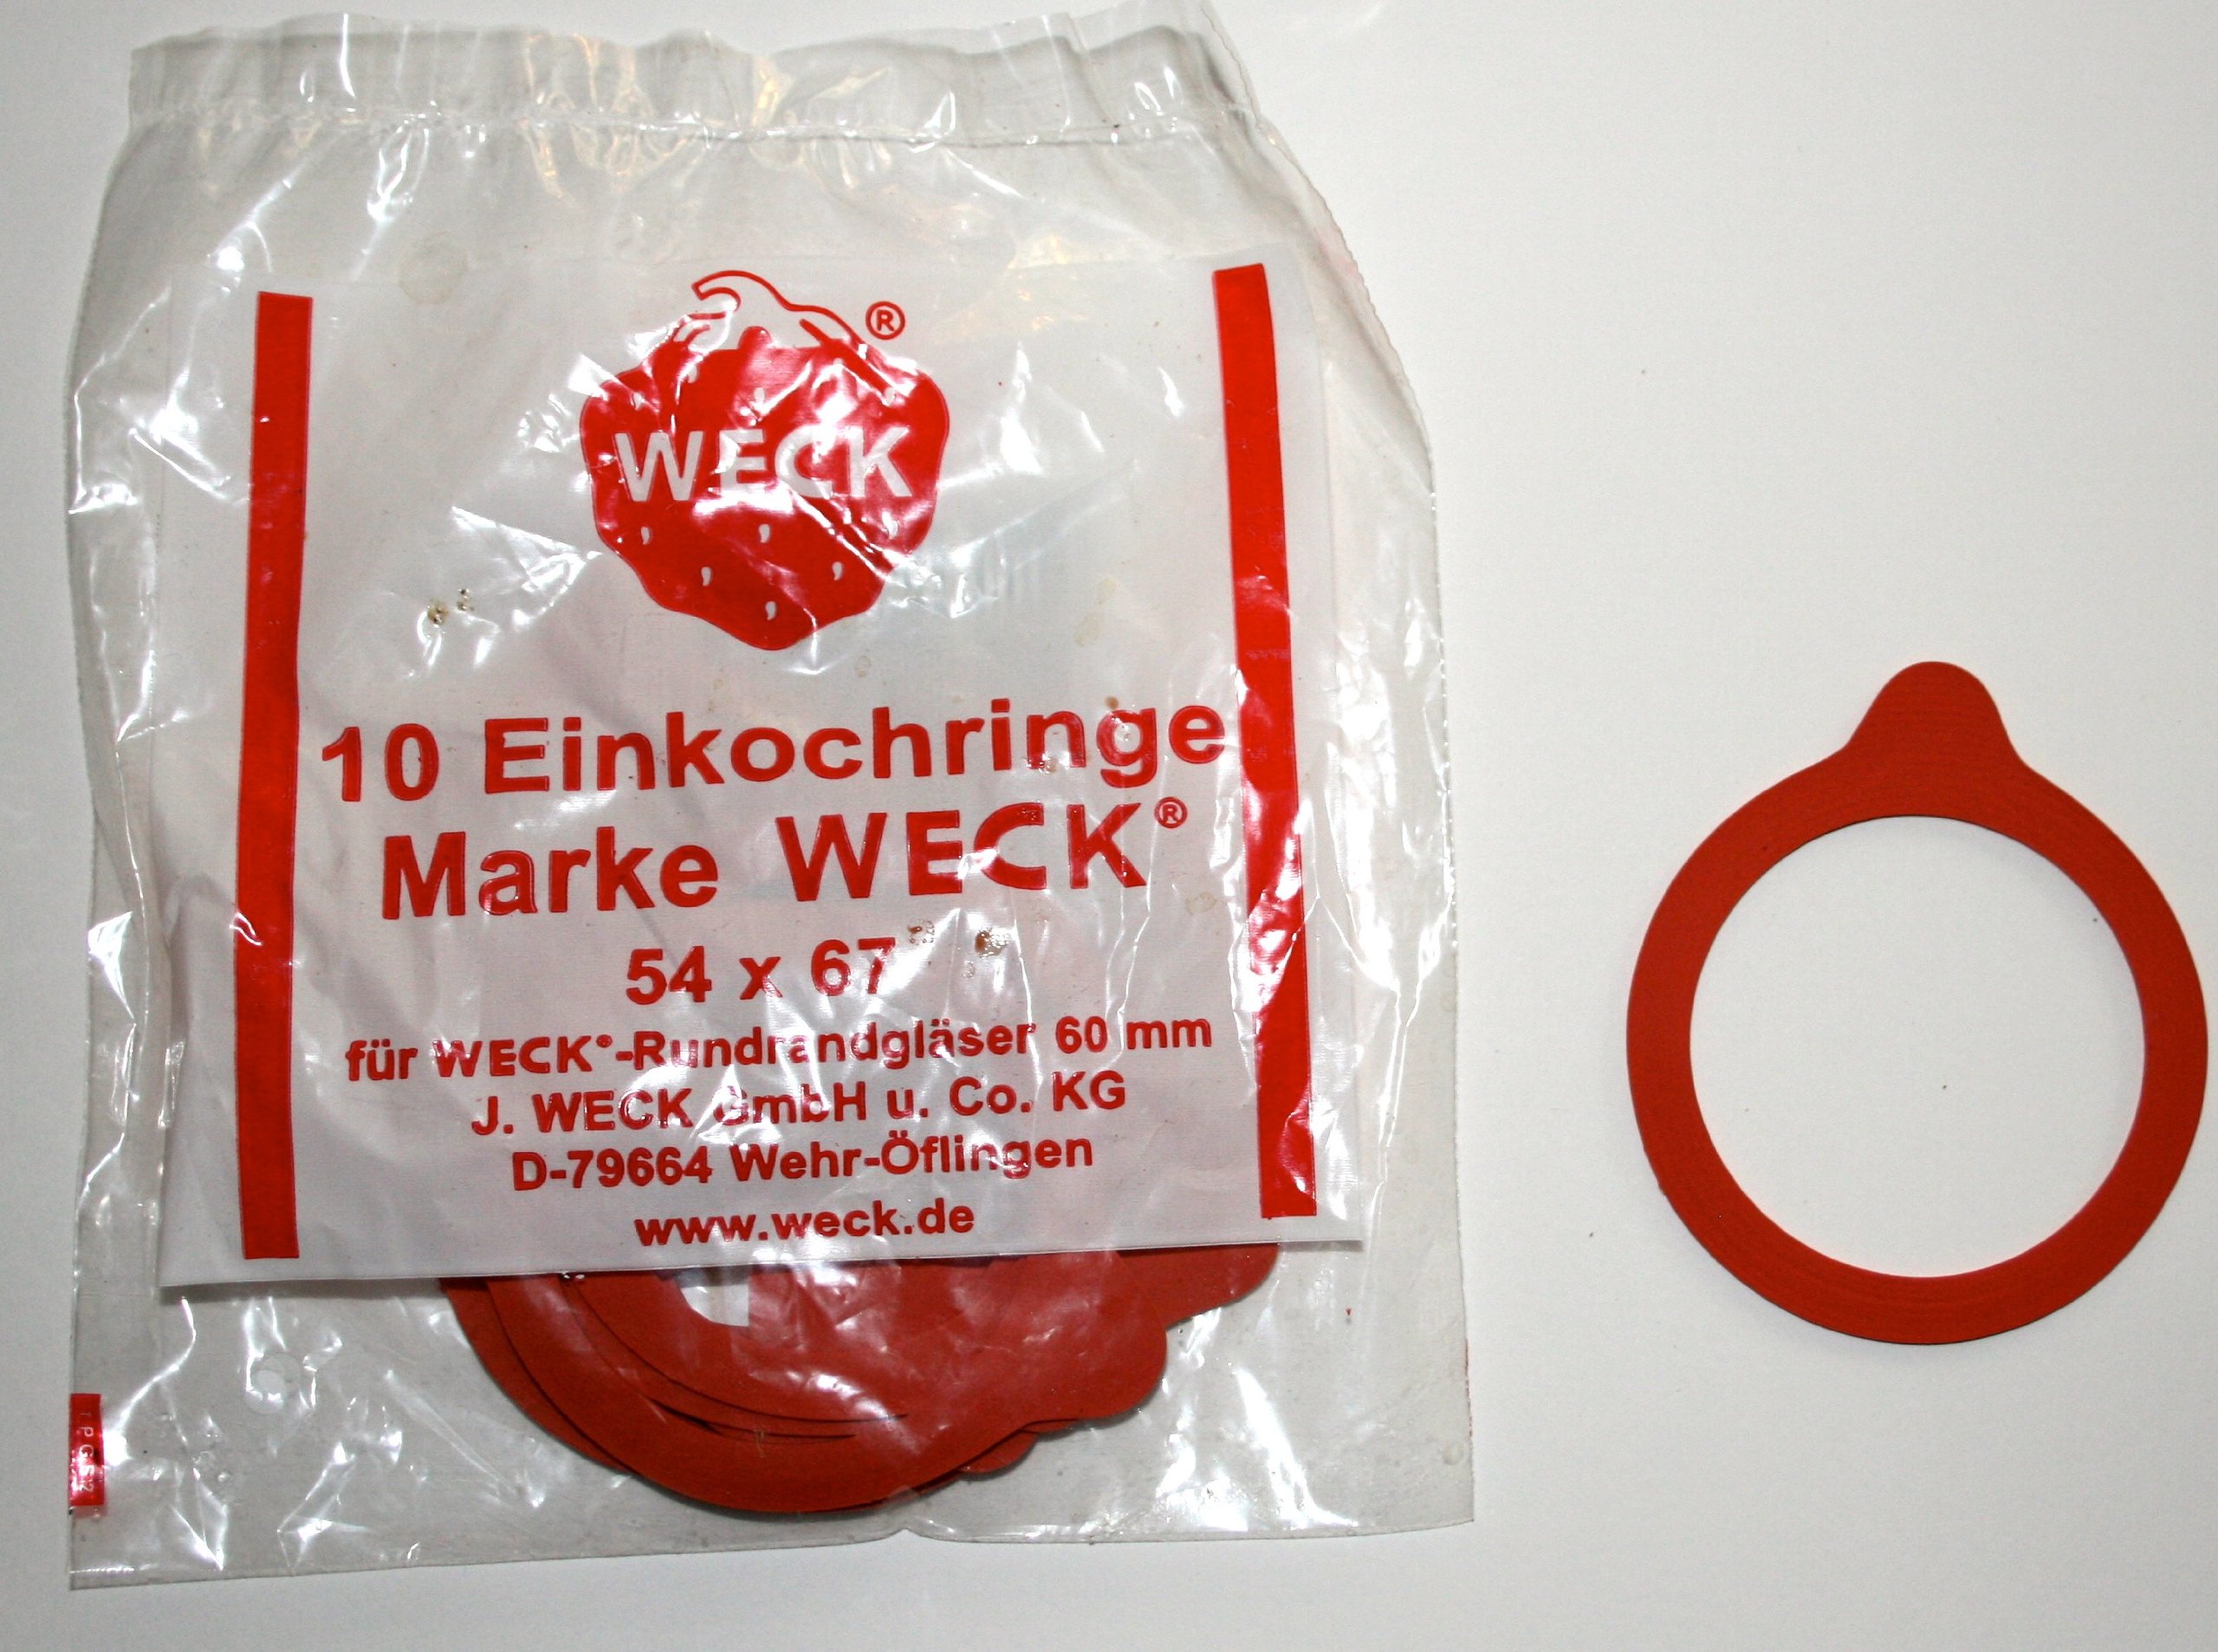 ®
WECK
10 Einkochringe
Marke WECK®
54 x 67
für WECK®-Rundrandgläser 60 mm
J. WECK GmbH u. Co. KG
D-79664 Wehr-Öflingen
www.weck.de